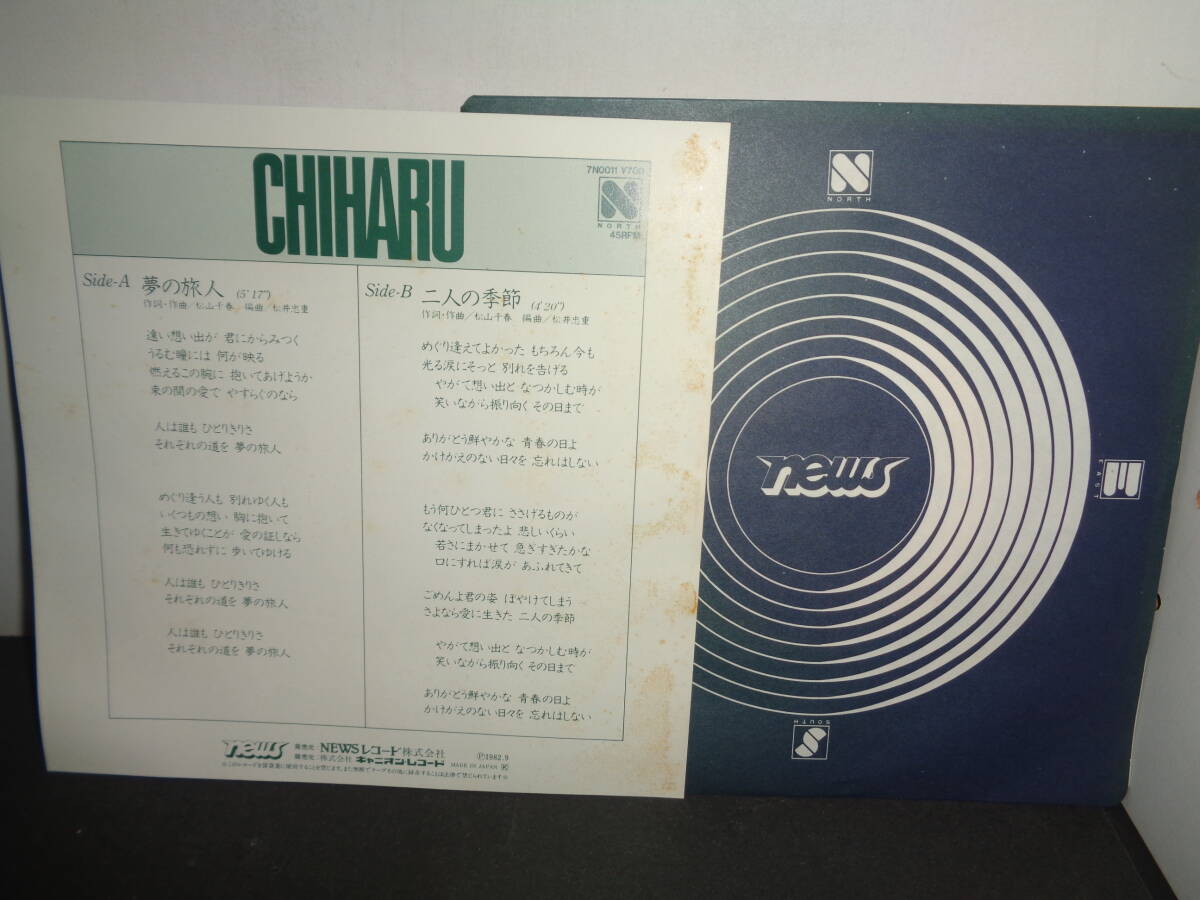 CHIHARU
7N0011 ¥700
N
NORTH
45RPM
Side-A 夢の旅人 (5'17")
作詞・作曲/松山千春 編曲/松井忠重
遠い想い出が 君にからみつく
うるむ瞳には 何が映る
燃えるこの腕に 抱いてあげようか
束の間の愛で やすらぐのなら
人は誰も ひとりきりさ
それぞれの道を 夢の旅人
めぐり逢う人も 別れゆく人も
いくつもの想い 胸に抱いて
生きてゆくことが 愛の証しなら
何も恐れずに 歩いてゆける
人は誰も ひとりきりさ
それぞれの道を 夢の旅人
人は誰も ひとりきりさ
それぞれの道を 夢の旅人
Side-B 二人の季節 (4'20")
作詞・作曲/松山千春 編曲/松井忠重
めぐり逢えてよかった もちろん今も
光る涙にそっと 別れを告げる
やがて想い出と なつかしむ時が
笑いながら振り向く その日まで
ありがとう鮮やかな 青春の日よ
かけがえのない日々を 忘れはしない
もう何ひとつ君に ささげるものが
なくなってしまったよ 悲しいくらい
若さにまかせて 急ぎすぎたかな
口にすれば涙が あふれてきて
ごめんよ君の姿 ぼやけてしまう
さよなら愛に生きた 二人の季節
やがて想い出と なつかしむ時が
笑いながら振り向く その日まで
ありがとう鮮やかな 青春の日よ
かけがえのない日々を 忘れはしない
news 発売元:NEWSレコード株式会社
販売元:株式会社 キャニオン・レコード
Ⓟ1982.9
MADE IN JAPAN
N
NORTH
news
E
EAST
S
SOUTH